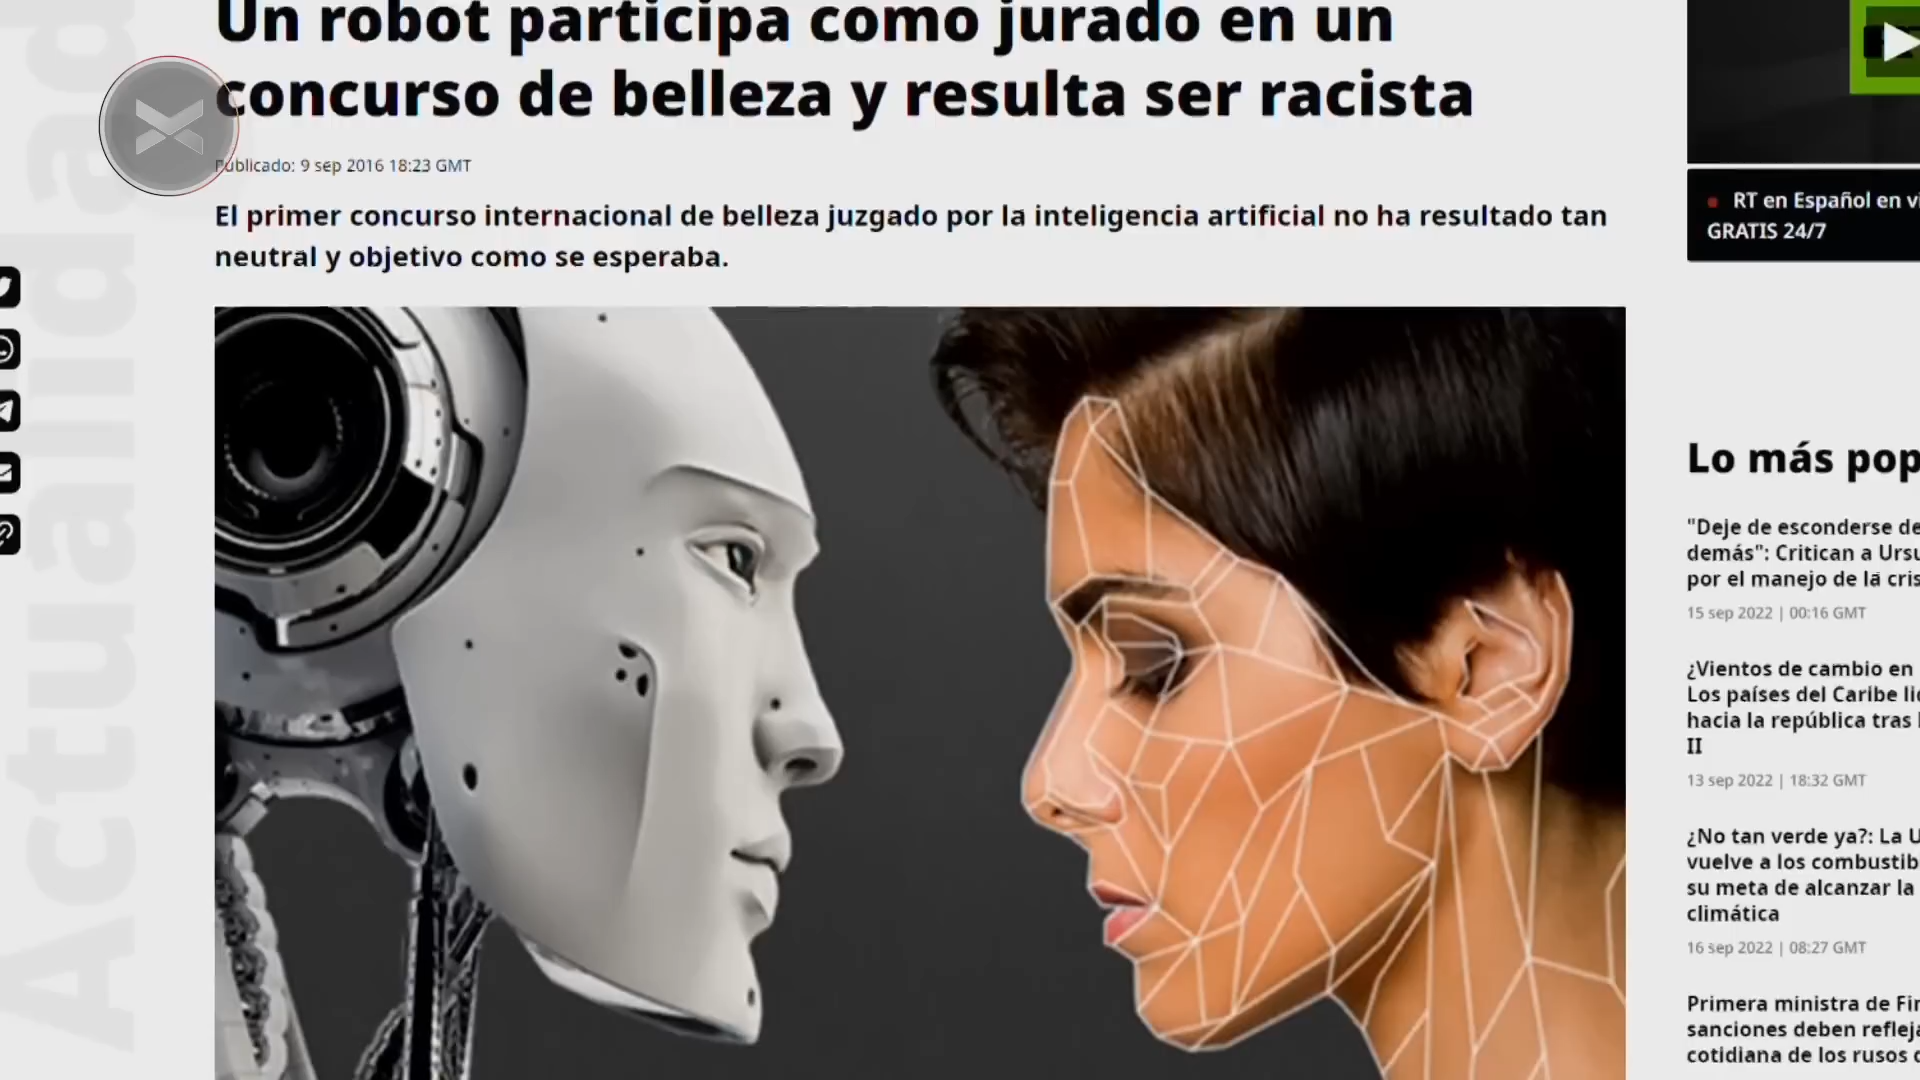 Un robot participa como jurado en un
concurso de belleza y resulta ser racista
Publicado: 9 sep 2016 18:23 GMT
El primer concurso internacional de belleza juzgado por la inteligencia artificial no ha resultado tan
neutral y objetivo como se esperaba.
Actualidad
RT en Español en vi
GRATIS 24/7
Lo más pop
"Deje de esconderse de
demás": Critican a Ursu
por el manejo de la cris
15 sep 2022 | 00:16 GMT
¿Vientos de cambio en
Los países del Caribe lid
hacia la república tras
II
13 sep 2022 | 18:32 GMT
¿No tan verde ya?: La U
vuelve a los combustib
su meta de alcanzar la
climática
16 sep 2022 | 08:27 GMT
Primera ministra de Fin
sanciones deben refleja
cotidiana de los rusos